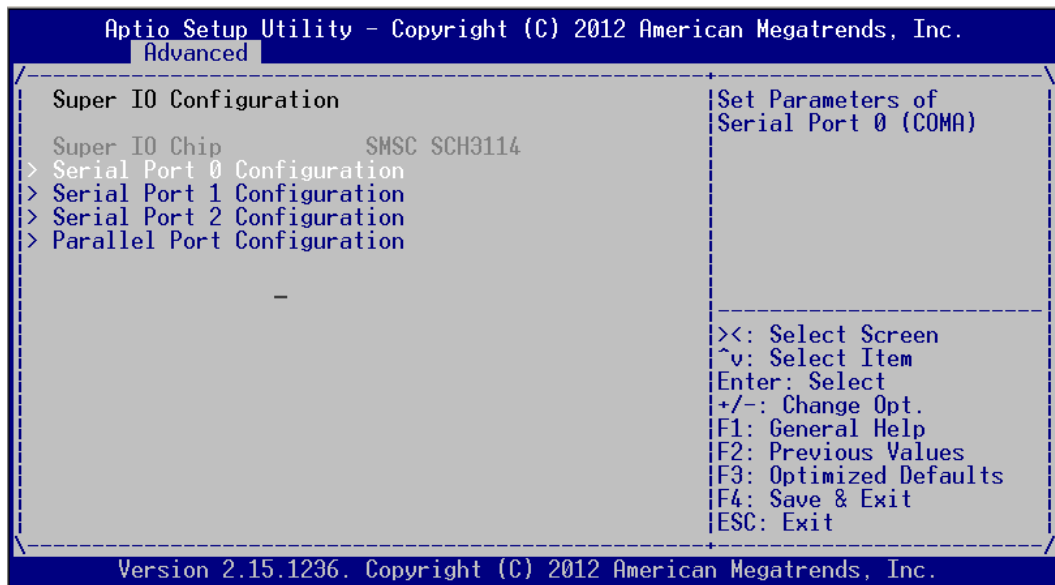 Aptio Setup Utility - Copyright (C) 2012 American Megatrends, Inc.
Advanced
Super IO Configuration
Super IO Chip SMSC SCH3114
> Serial Port 0 Configuration
> Serial Port 1 Configuration
> Serial Port 2 Configuration
> Parallel Port Configuration
Set Parameters of
Serial Port 0 (COMA)
><: Select Screen
^v: Select Item
Enter: Select
+/-: Change Opt.
F1: General Help
F2: Previous Values
F3: Optimized Defaults
F4: Save & Exit
ESC: Exit
Version 2.15.1236. Copyright (C) 2012 American Megatrends, Inc.